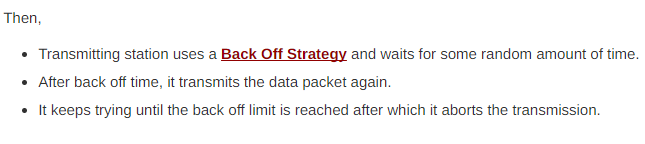 Then,
• Transmitting station uses a Back Off Strategy and waits for some random amount of time.
• After back off time, it transmits the data packet again.
• It keeps trying until the back off limit is reached after which it aborts the transmission.